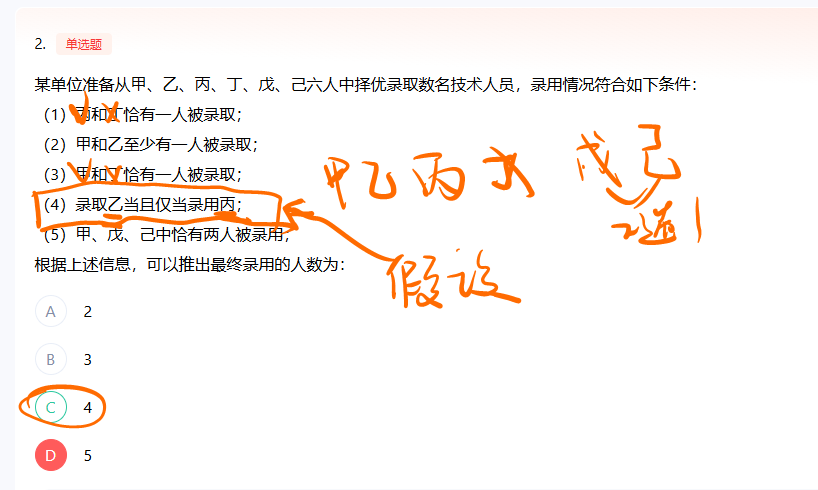 2. 单选题
某单位准备从甲、乙、丙、丁、戊、己六人中择优录取数名技术人员，录用情况符合如下条件：
（1）丙和丁恰有一人被录取；
（2）甲和乙至少有一人被录取；
（3）甲和丁恰有一人被录取；
（4）录取乙当且仅当录用丙；
（5）甲、戊、己中恰有两人被录用；
根据上述信息，可以推出最终录用的人数为：
甲乙丙 戊己
2选1
假设
A 2
B 3
C 4
D 5